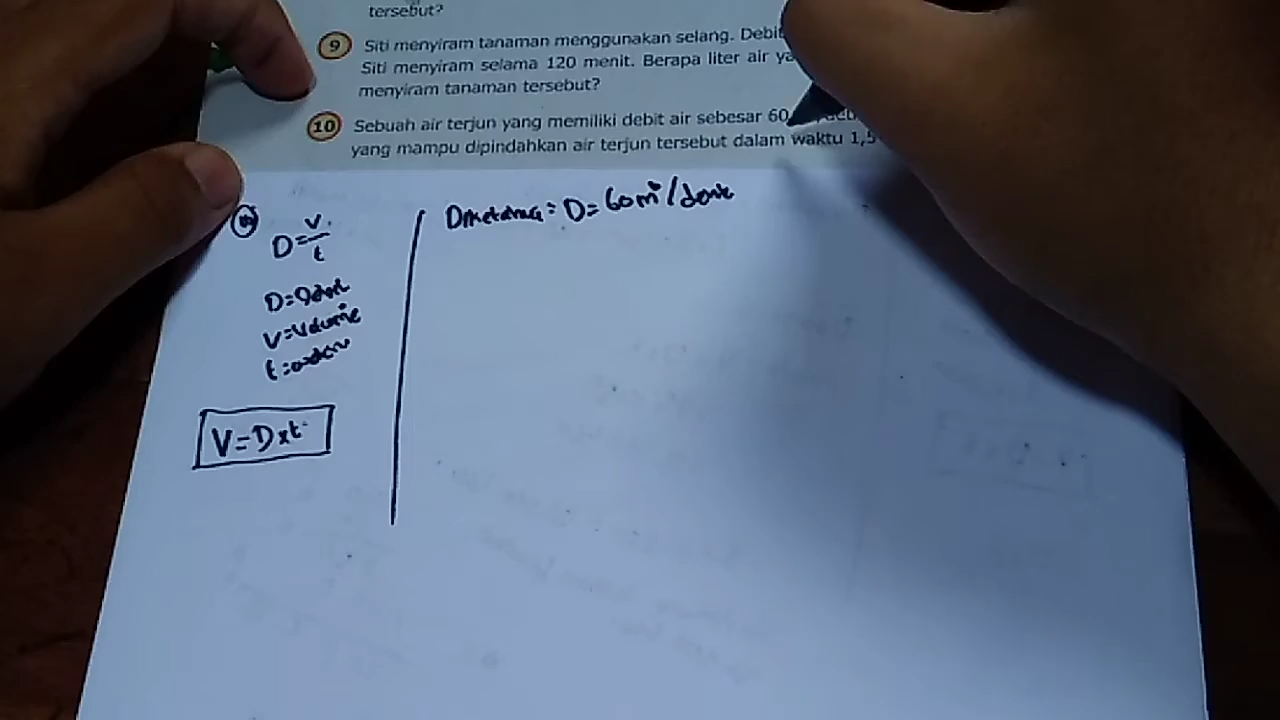 tersebut?
9 Siti menyiram tanaman menggunakan selang. Debit
Siti menyiram selama 120 menit. Berapa liter air ya
menyiram tanaman tersebut?
10 Sebuah air terjun yang memiliki debit air sebesar 60
yang mampu dipindahkan air terjun tersebut dalam waktu 1,5
D = V/t
Diketahui: D = 60 m³/detik
D = Debit
V = Volume
t =
V = D x t